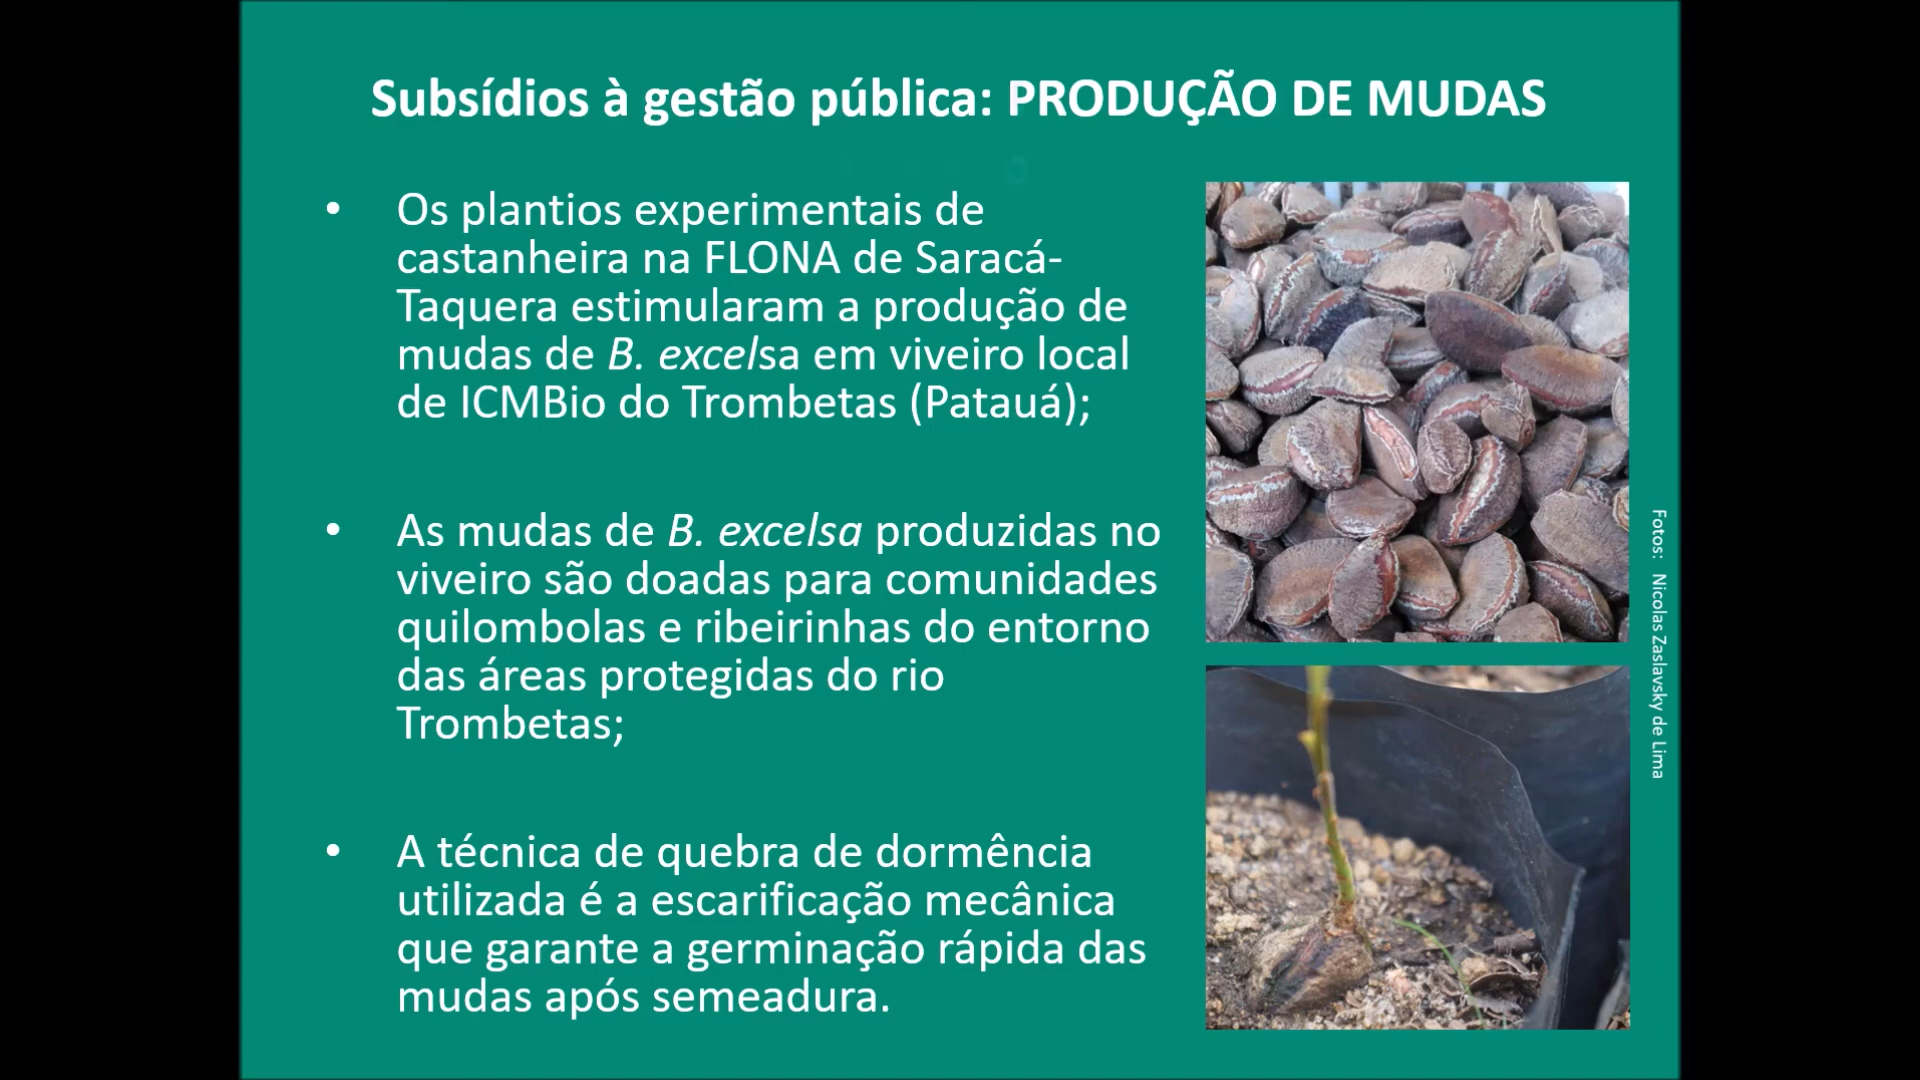 Subsídios à gestão pública: PRODUÇÃO DE MUDAS
• Os plantios experimentais de
castanheira na FLONA de Saracá-
Taquera estimularam a produção de
mudas de B. excelsa em viveiro local
de ICMBio do Trombetas (Patauá);
• As mudas de B. excelsa produzidas no
viveiro são doadas para comunidades
quilombolas e ribeirinhas do entorno
das áreas protegidas do rio
Trombetas;
• A técnica de quebra de dormência
utilizada é a escarificação mecânica
que garante a germinação rápida das
mudas após semeadura.
Fotos: Nicolas Zaslavsky de Lima